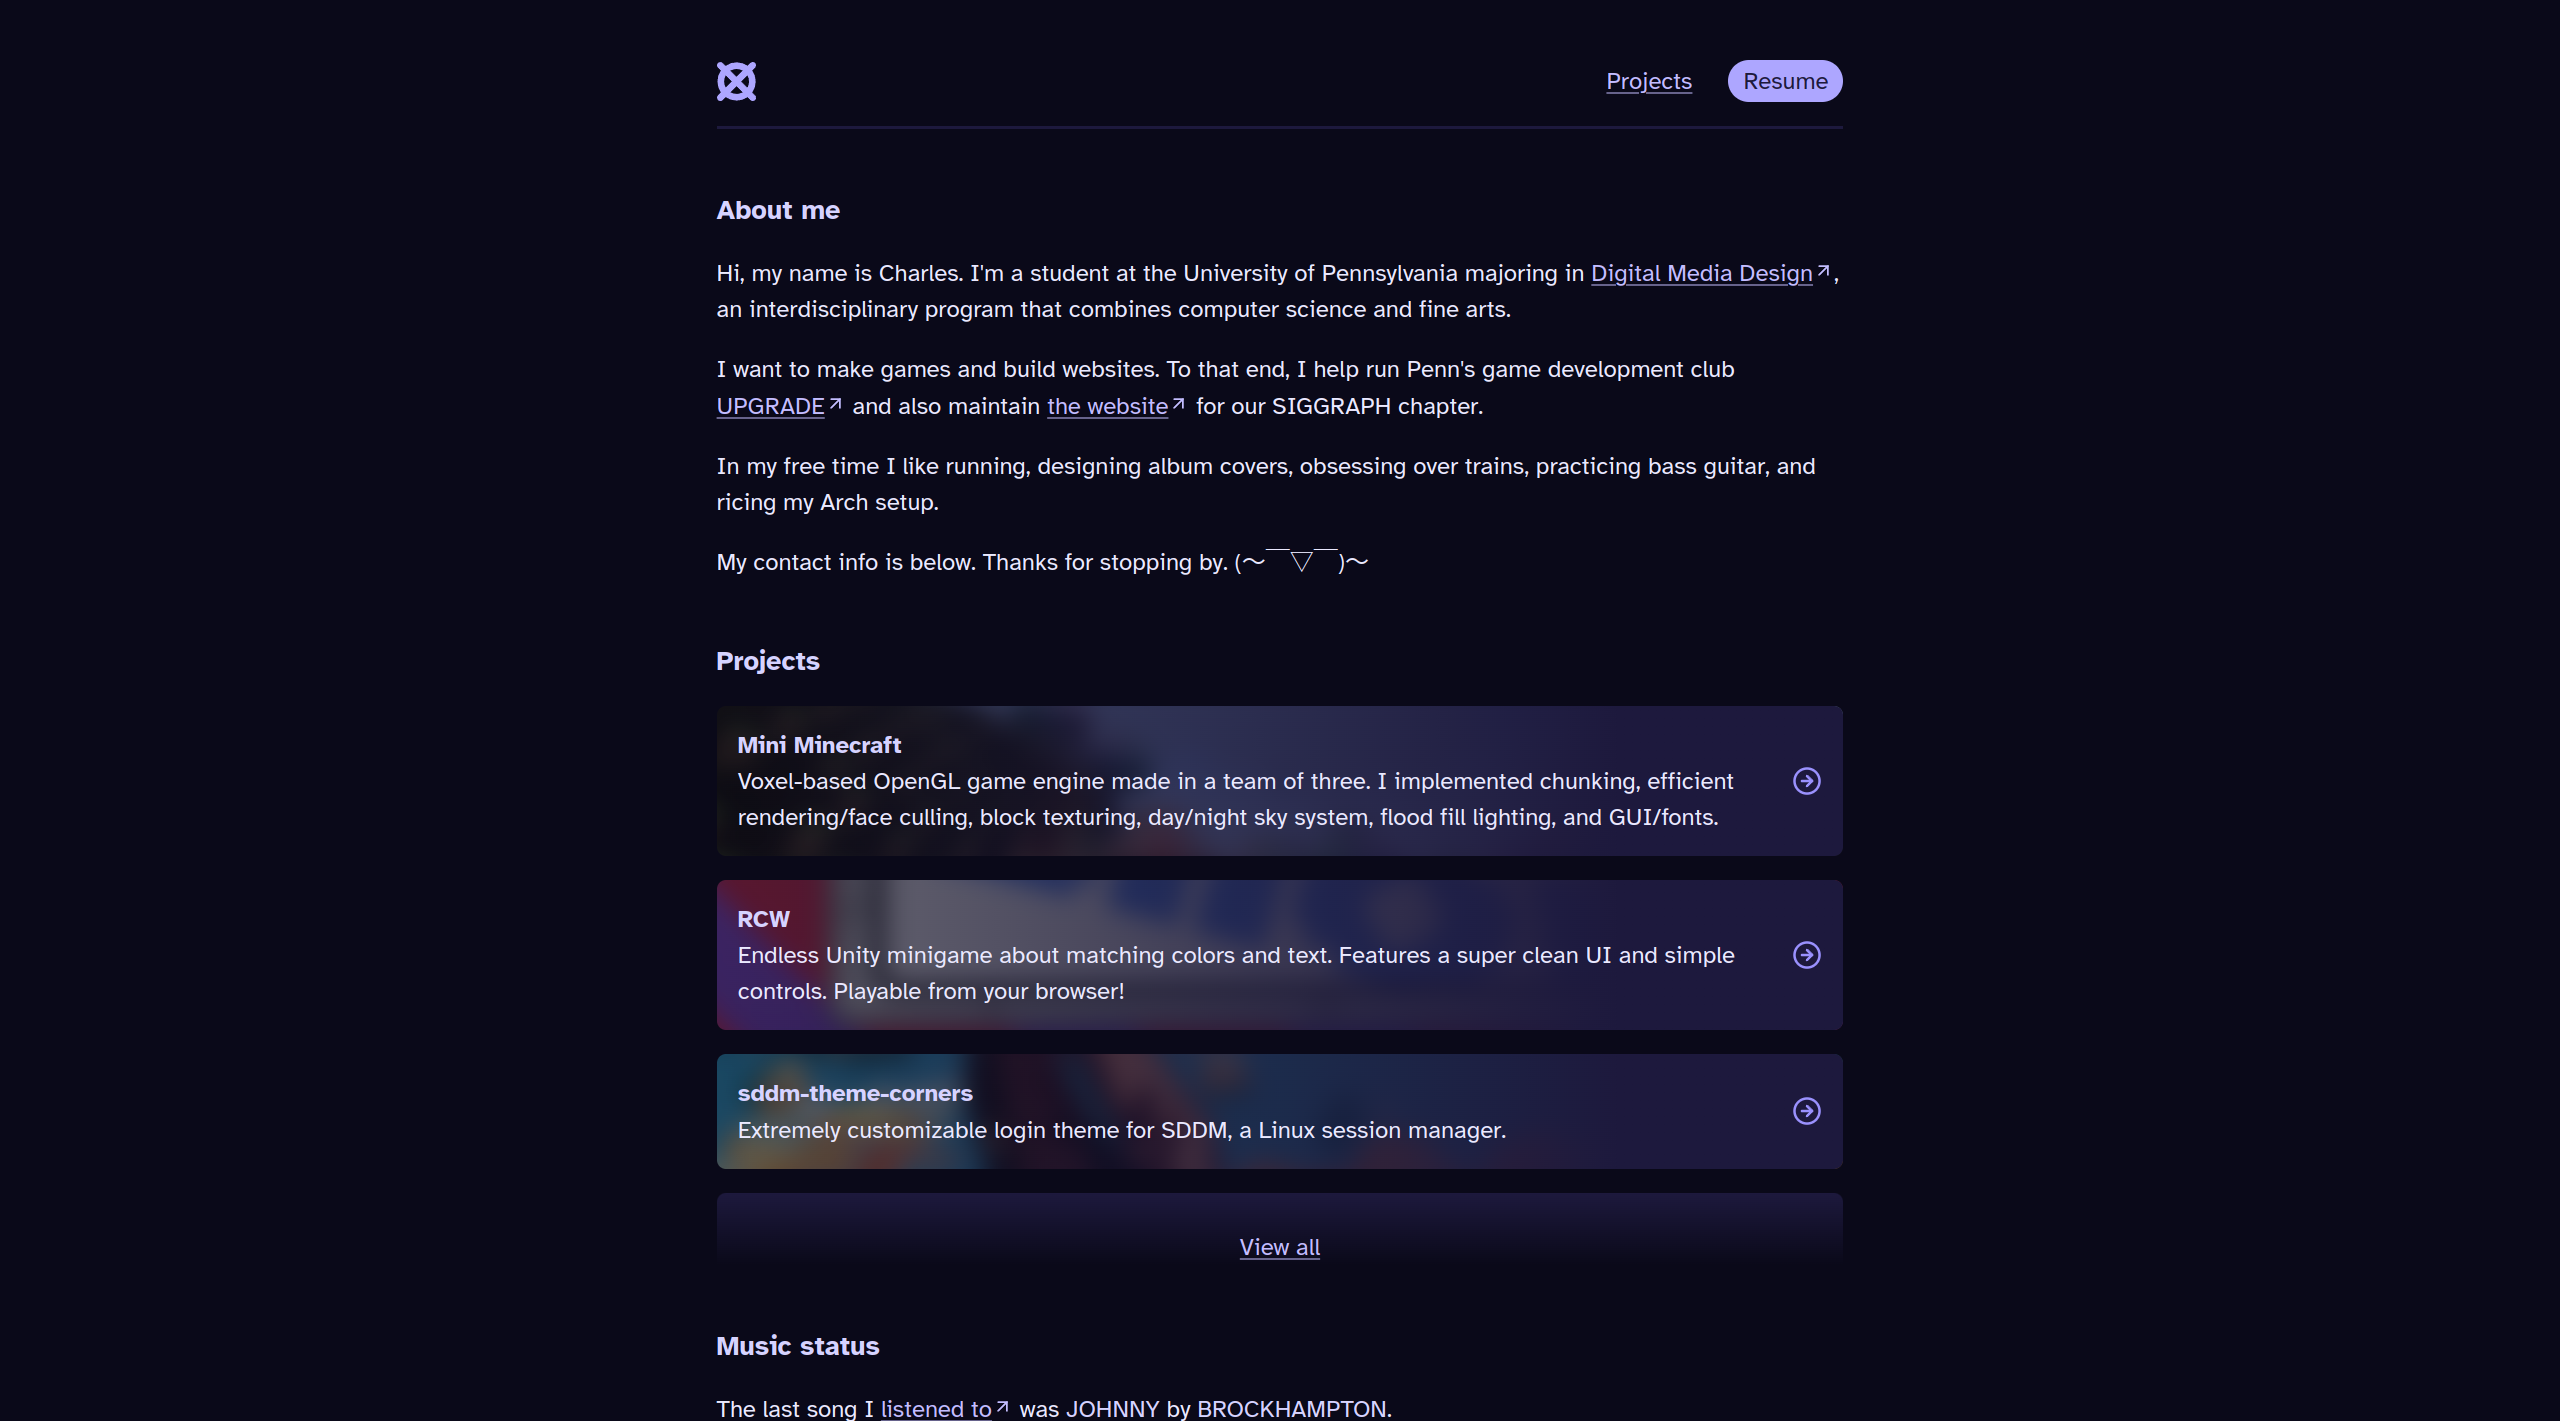 Projects
Resume
About me
Hi, my name is Charles. I'm a student at the University of Pennsylvania majoring in Digital Media Design,
an interdisciplinary program that combines computer science and fine arts.
I want to make games and build websites. To that end, I help run Penn's game development club
UPGRADE and also maintain the website for our SIGGRAPH chapter.
In my free time I like running, designing album covers, obsessing over trains, practicing bass guitar, and
ricing my Arch setup.
My contact info is below. Thanks for stopping by. (～￣▽￣)～
Projects
Mini Minecraft
Voxel-based OpenGL game engine made in a team of three. I implemented chunking, efficient
rendering/face culling, block texturing, day/night sky system, flood fill lighting, and GUI/fonts.
RCW
Endless Unity minigame about matching colors and text. Features a super clean UI and simple
controls. Playable from your browser!
sddm-theme-corners
Extremely customizable login theme for SDDM, a Linux session manager.
View all
Music status
The last song I listened to was JOHNNY by BROCKHAMPTON.